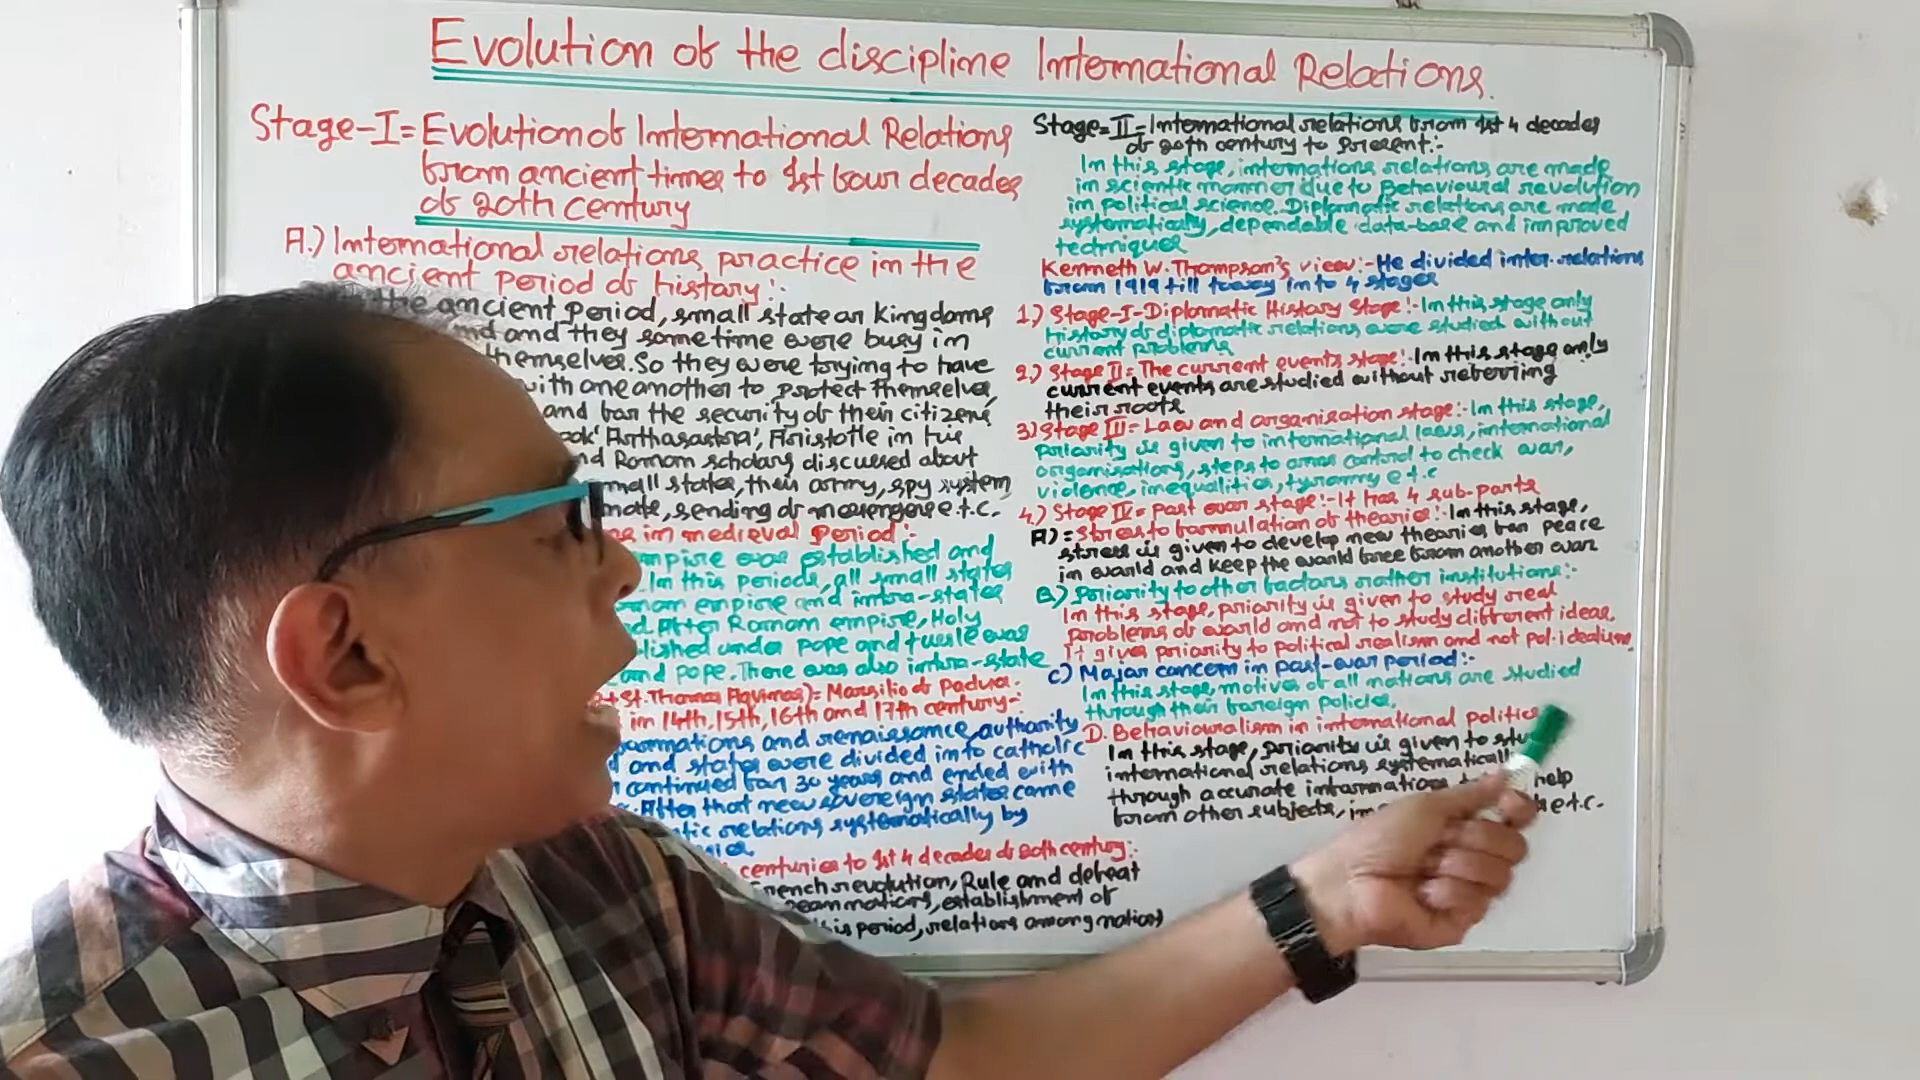 Evolution of the discipline International Relations.
Stage-I= Evolution of International Relations
from ancient times to 1st four decades
of 20th century
A.) International relations practice in the
ancient period of history:-
the ancient period, small state or kingdoms
and they sometime were busy in
themselves. So they were trying to have
with one another to protect themselves,
and for the security of their citizens
'Arthasastra', Aristotle in his
Roman scholars discussed about
small states, their army, spy system
sending of messengers e.t.c.
in medieval period:-
empire was established and
In this periods, all small states
empire and intra-states
After Roman empire, Holy
under Pope and tussle was
and pope. There was also intra-state
St. Thomas Aquinas)= Marsilio of Padua.
in 14th, 15th, 16th and 17th century-:
and renaissance, authority
and states were divided into catholic
continued for 30 years and ended with
After that new sovereign states came
relations systematically by
centuries to 1st 4 decades of 20th century:-
French revolution, Rule and defeat
establishment of
period, relations among nations
Stage=II-International relations from 1st 4 decades
of 20th century to Present:-
In this stage, internations relations are made
in scientic manner due to Behavioural revolution
in political science. Diplomatic relations are made
systematically, dependable data-base and improved
techniques
Kenneth W. Thompson's view:- He divided inter-relations
from 1919 till today into 4 stages
1.) Stage-I-Diplomatic History Stage:-In this stage only
history of diplomatic relations were studied without
current problems
2.) Stage II= The current events stage:-In this stage only
current events are studied without referring
their roots
3.) Stage III= Law and organisation stage:-In this stage,
priority is given to international laws, international
organisations, steps to arms control to check war,
violence, inequalities, tyranny e.t.c
4.) Stage IV= Post war stage:-It has 4 sub-parts
A)= Stress to formulation of theories:-In this stage,
stress is given to develop new theories for peace
in world and keep the world free from another war
B.) Priority to other factors rather institutions:-
In this stage, priority is given to study real
problems of world and not to study different ideas.
It gives priority to political realism and not pol.idealism.
C) Major concern in post-war period:-
In this stage, motives of all nations are studied
through their foreign policies.
D. Behaviouralism in international politics
In this stage, priority is given to
international relations systematically
through accurate information help
from other subjects, e.t.c.